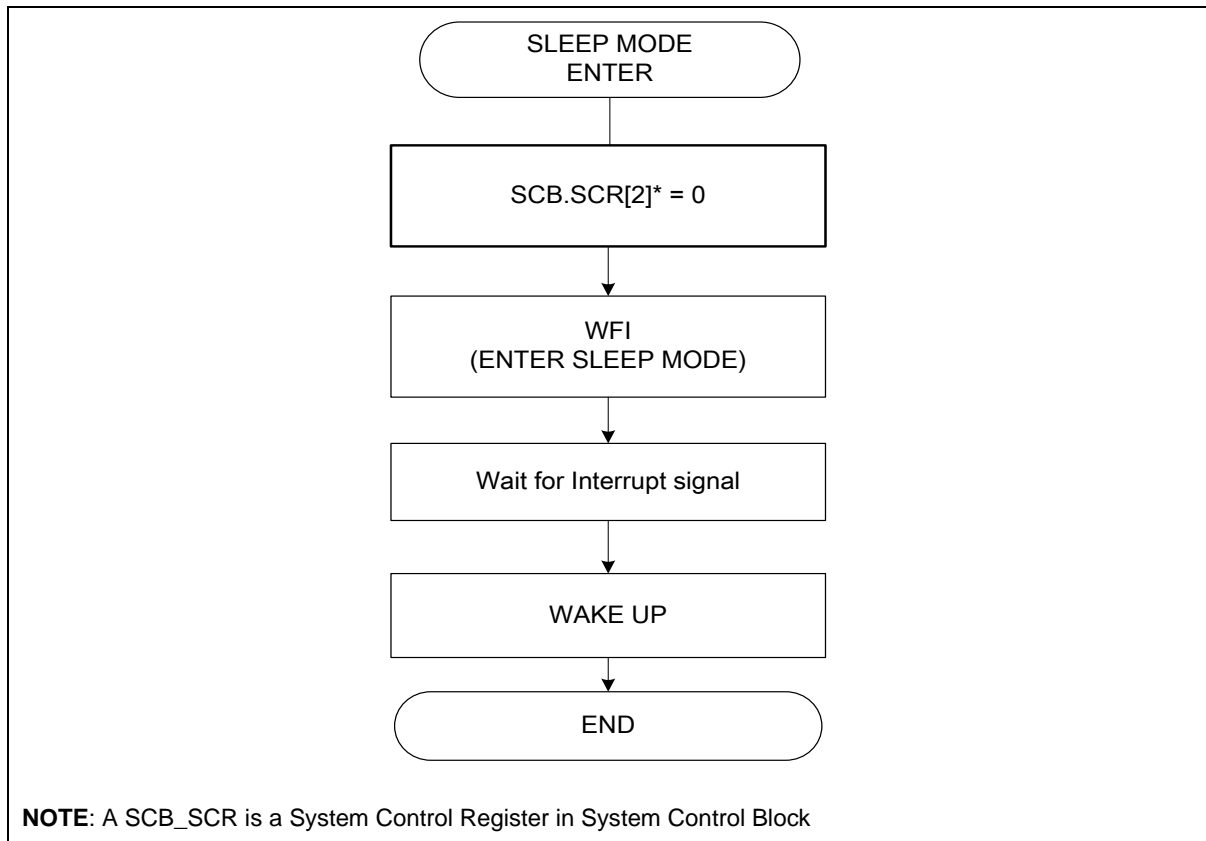 SLEEP MODE
ENTER
SCB.SCR[2]* = 0
WFI
(ENTER SLEEP MODE)
Wait for Interrupt signal
WAKE UP
END
NOTE: A SCB_SCR is a System Control Register in System Control Block